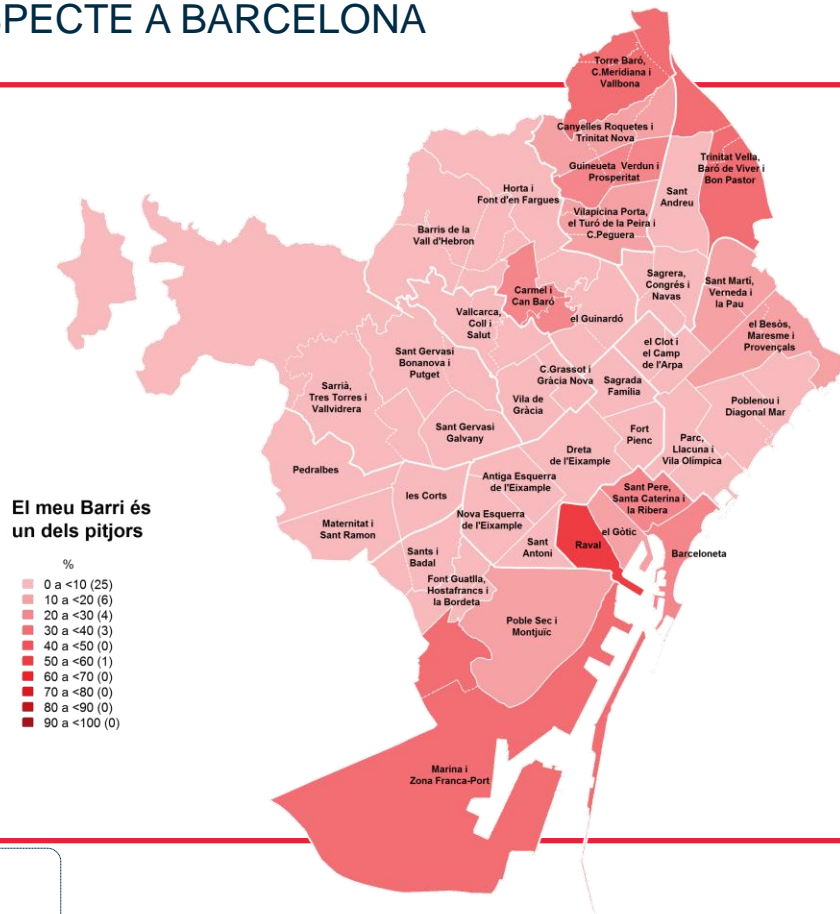 SPECTE A BARCELONA
Torre Baró,
C.Meridiana i
Vallbona
Canyelles Roquetes i
Trinitat Nova
Guineueta Verdun i
Prosperitat
Trinitat Vella,
Baró de Viver i
Bon Pastor
Sant
Andreu
Horta i
Font d'en Fargues
Vilapicina Porta,
el Turó de la Peira i
C.Peguera
Barris de la
Vall d'Hebron
Sagrera,
Congrés i
Navas
Sant Martí,
Verneda i
la Pau
Carmel i
Can Baró
Vallcarca,
Coll i
Salut
el Guinardó
el Besòs,
Maresme i
Provençals
el Clot i
el Camp
de l'Arpa
Sant Gervasi
Bonanova i
Putget
C.Grassot i
Gràcia Nova
Sagrada
Família
Sarrià,
Tres Torres i
Vallvidrera
Vila de
Gràcia
Poblenou i
Diagonal Mar
Sant Gervasi
Galvany
Fort
Pienc
Parc,
Llacuna i
Vila Olímpica
Dreta
de l'Eixample
Pedralbes
Antiga Esquerra
de l'Eixample
les Corts
Sant Pere,
Santa Caterina i
la Ribera
Nova Esquerra
de l'Eixample
Maternitat i
Sant Ramon
el Gòtic
Sant
Antoni
Raval
Barceloneta
Sants i
Badal
Font Guatlla,
Hostafrancs i
la Bordeta
Poble Sec i
Montjuïc
Marina i
Zona Franca-Port
El meu Barri és
un dels pitjors
%
0 a <10 (25)
10 a <20 (6)
20 a <30 (4)
30 a <40 (3)
40 a <50 (0)
50 a <60 (1)
60 a <70 (0)
70 a <80 (0)
80 a <90 (0)
90 a <100 (0)